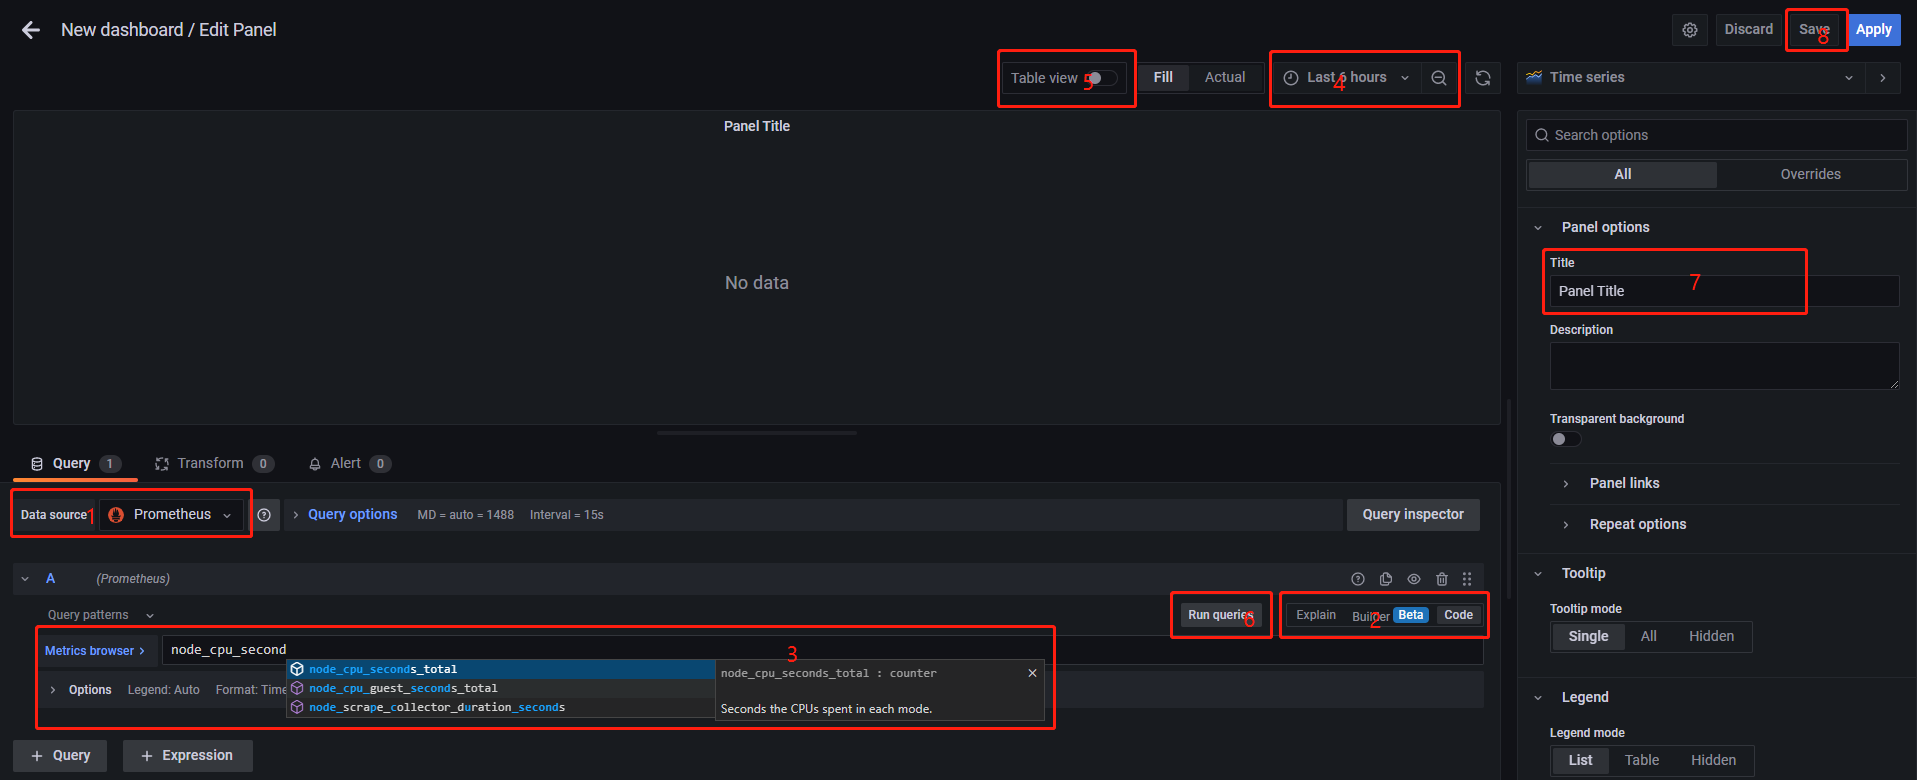 New dashboard / Edit Panel
Discard
Save
8
Apply
Table view
5
Fill
Actual
Last 6 hours
4
Time series
Panel Title
No data
Search options
All
Overrides
Panel options
Title
Panel Title
7
Description
Transparent background
Panel links
Repeat options
Tooltip
Tooltip mode
Single
All
Hidden
Legend
Legend mode
List
Table
Hidden
Query 1
Transform 0
Alert 0
Data source
1
Prometheus
Query options
MD = auto = 1488
Interval = 15s
Query inspector
A
(Prometheus)
Query patterns
Run queries
6
Explain
Builder
2
Beta
Code
Metrics browser >
node_cpu_second
3
Options
Legend: Auto
Format: Time
node_cpu_seconds_total
node_cpu_guest_seconds_total
node_scrape_collector_duration_seconds
node_cpu_seconds_total : counter
Seconds the CPUs spent in each mode.
+ Query
+ Expression